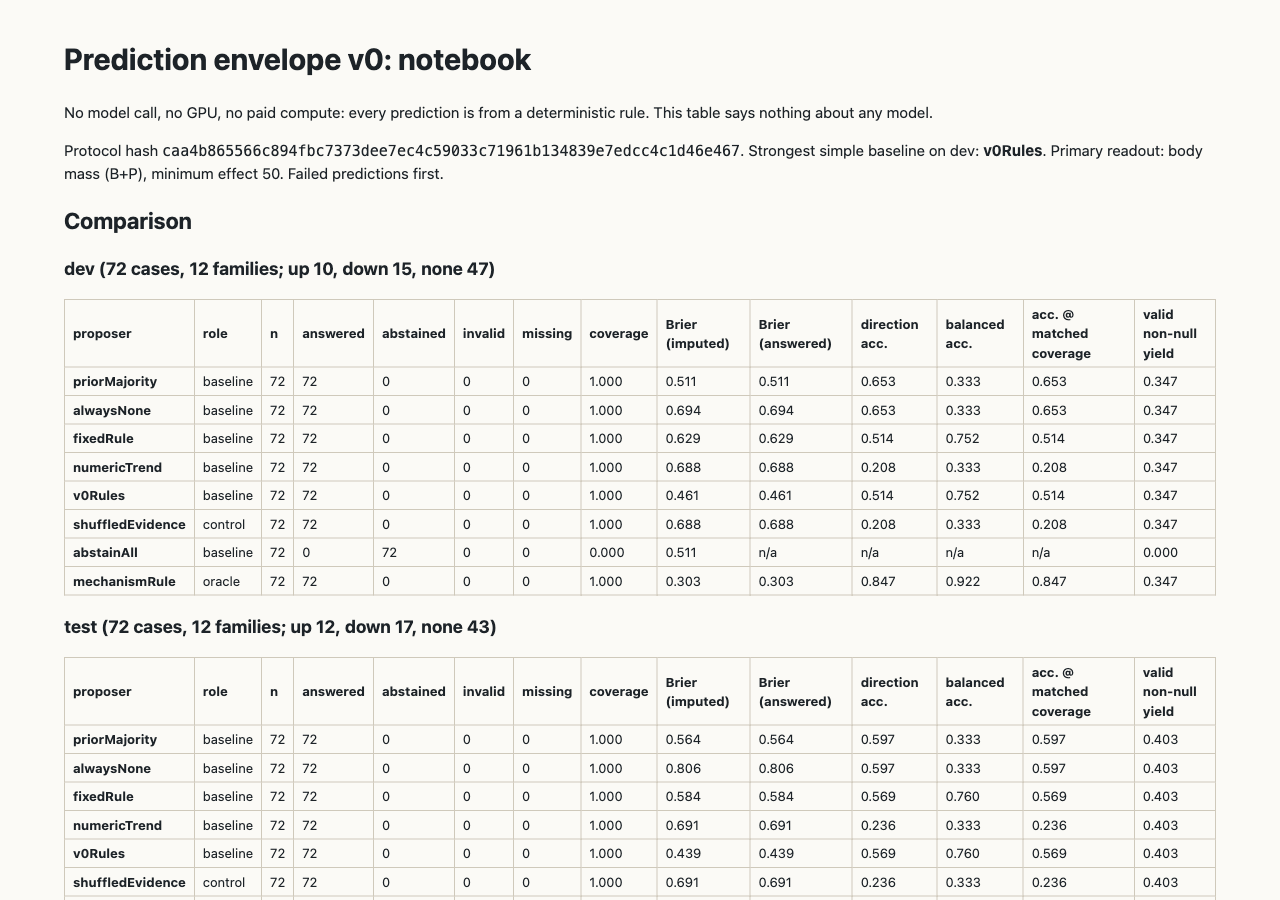 Prediction envelope v0: notebook
No model call, no GPU, no paid compute: every prediction is from a deterministic rule. This table says nothing about any model.
Protocol hash caa4b865566c894fbc7373dee7ec4c59033c71961b134839e7edcc4c1d46e467. Strongest simple baseline on dev: v0Rules. Primary readout: body
mass (B+P), minimum effect 50. Failed predictions first.
Comparison
dev (72 cases, 12 families; up 10, down 15, none 47)
proposer role n answered abstained invalid missing coverage Brier (imputed) Brier (answered) direction acc. balanced acc. acc. @ matched coverage valid non-null yield
priorMajority baseline 72 72 0 0 0 1.000 0.511 0.511 0.653 0.333 0.653 0.347
alwaysNone baseline 72 72 0 0 0 1.000 0.694 0.694 0.653 0.333 0.653 0.347
fixedRule baseline 72 72 0 0 0 1.000 0.629 0.629 0.514 0.752 0.514 0.347
numericTrend baseline 72 72 0 0 0 1.000 0.688 0.688 0.208 0.333 0.208 0.347
v0Rules baseline 72 72 0 0 0 1.000 0.461 0.461 0.514 0.752 0.514 0.347
shuffledEvidence control 72 72 0 0 0 1.000 0.688 0.688 0.208 0.333 0.208 0.347
abstainAll baseline 72 0 72 0 0 0.000 0.511 n/a n/a n/a n/a 0.000
mechanismRule oracle 72 72 0 0 0 1.000 0.303 0.303 0.847 0.922 0.847 0.347
test (72 cases, 12 families; up 12, down 17, none 43)
proposer role n answered abstained invalid missing coverage Brier (imputed) Brier (answered) direction acc. balanced acc. acc. @ matched coverage valid non-null yield
priorMajority baseline 72 72 0 0 0 1.000 0.564 0.564 0.597 0.333 0.597 0.403
alwaysNone baseline 72 72 0 0 0 1.000 0.806 0.806 0.597 0.333 0.597 0.403
fixedRule baseline 72 72 0 0 0 1.000 0.584 0.584 0.569 0.760 0.569 0.403
numericTrend baseline 72 72 0 0 0 1.000 0.691 0.691 0.236 0.333 0.236 0.403
v0Rules baseline 72 72 0 0 0 1.000 0.439 0.439 0.569 0.760 0.569 0.403
shuffledEvidence control 72 72 0 0 0 1.000 0.691 0.691 0.236 0.333 0.236 0.403